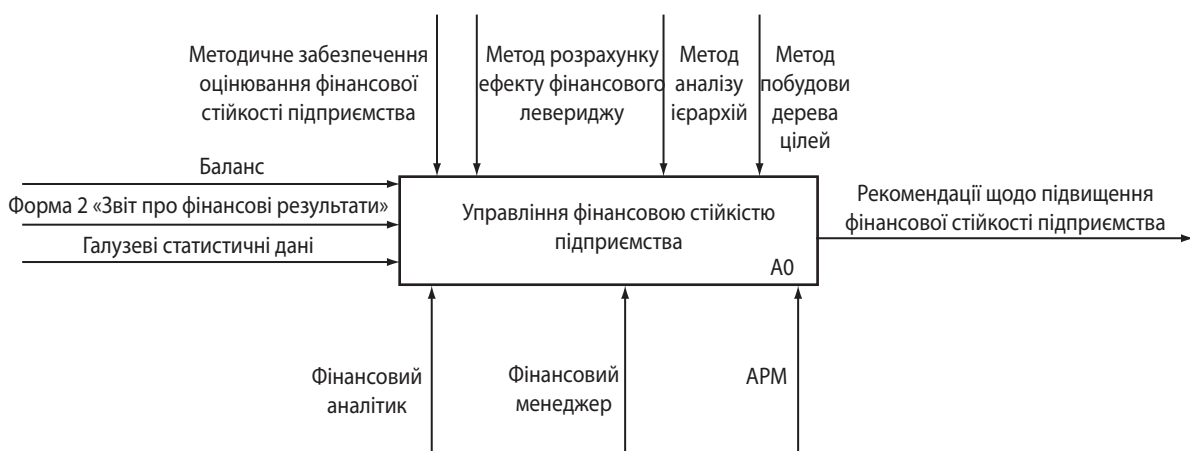 Методичне забезпечення
оцінювання фінансової
стійкості підприємства
Метод розрахунку
ефекту фінансового
левериджу
Метод
аналізу
ієрархій
Метод
побудови
дерева
цілей
Баланс
Форма 2 «Звіт про фінансові результати»
Галузеві статистичні дані
Управління фінансовою стійкістю
підприємства
А0
Рекомендації щодо підвищення
фінансової стійкості підприємства
Фінансовий
аналітик
Фінансовий
менеджер
АРМ